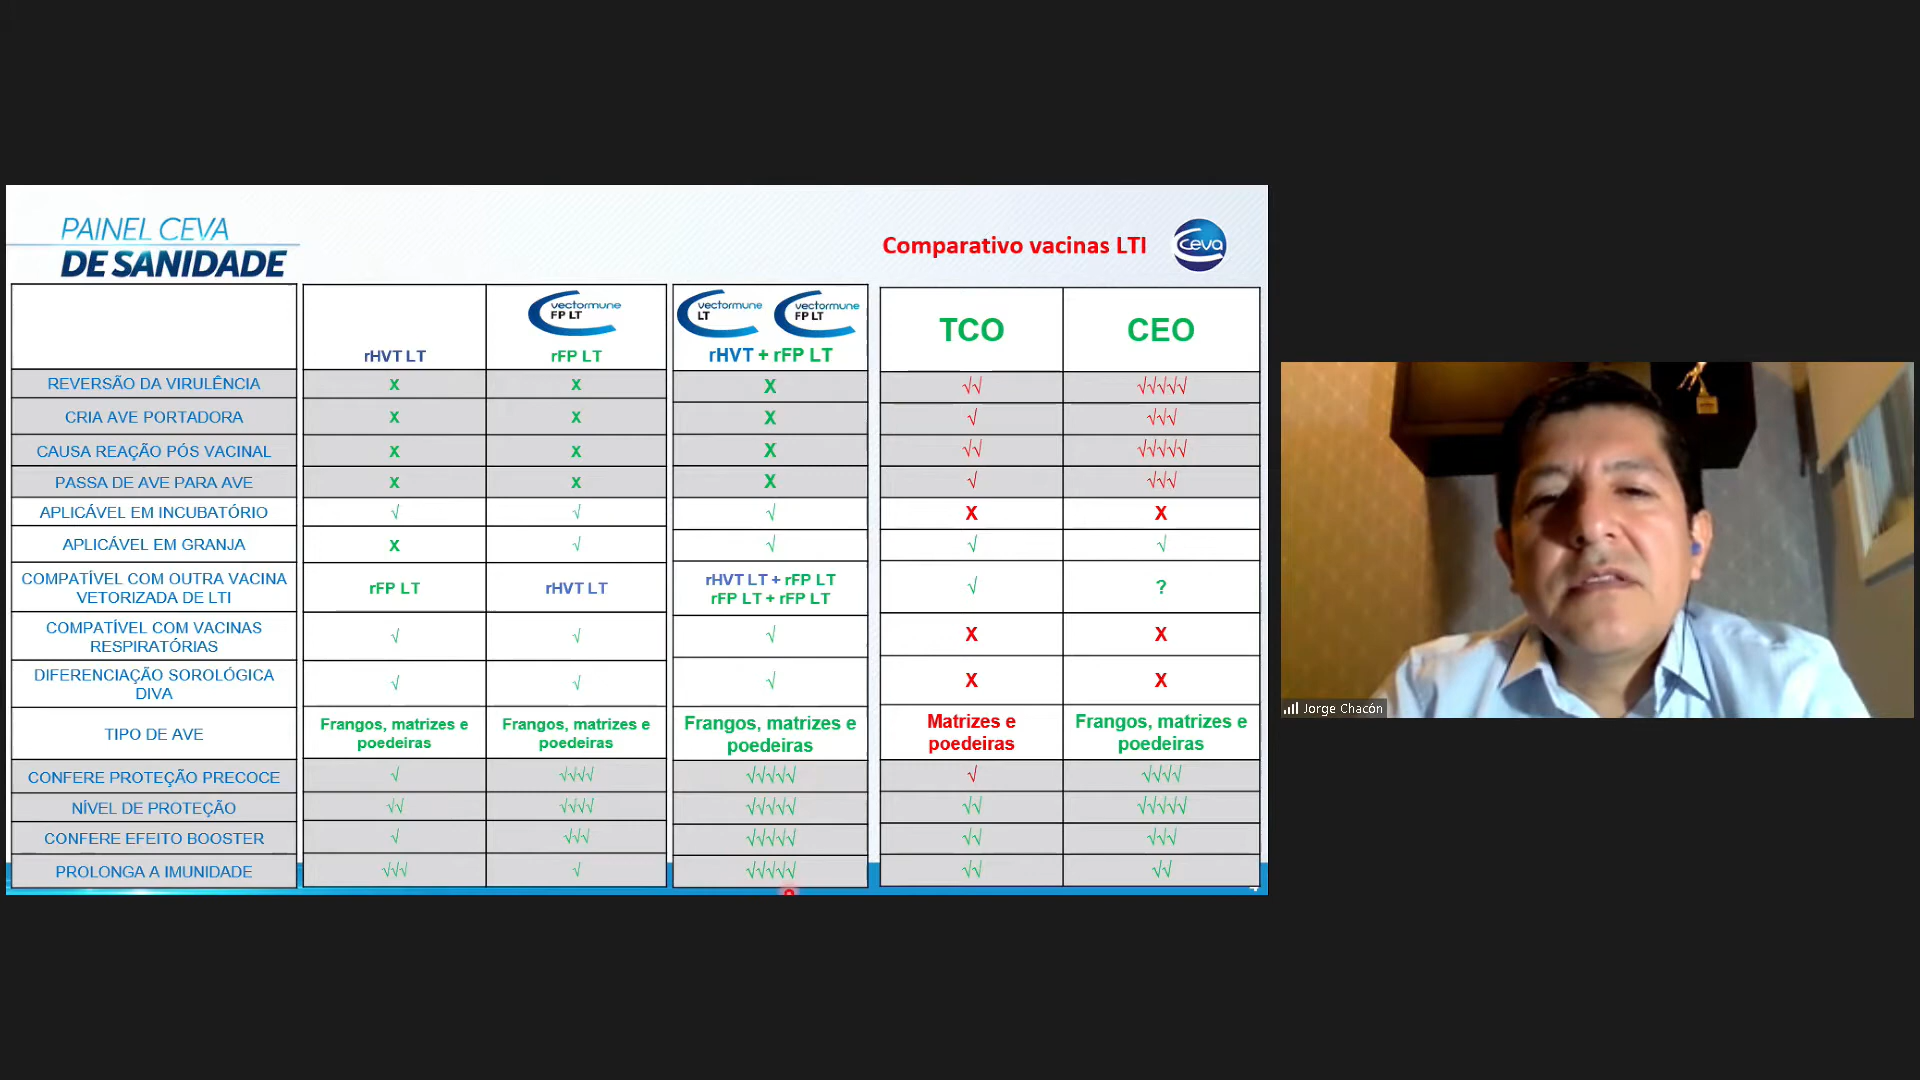 PAINEL CEVA
DE SANIDADE
Comparativo vacinas LTI
ceva
vectormune
FP LT
vectormune
LT
vectormune
FP LT
rHVT LT
rFP LT
rHVT + rFP LT
TCO
CEO
REVERSÃO DA VIRULÊNCIA X X X √√ √√√√√
CRIA AVE PORTADORA X X X √ √√√
CAUSA REAÇÃO PÓS VACINAL X X X √√ √√√√√
PASSA DE AVE PARA AVE X X X √ √√√
APLICÁVEL EM INCUBATÓRIO √ √ √ X X
APLICÁVEL EM GRANJA X √ √ √ √
COMPATÍVEL COM OUTRA VACINA
VETORIZADA DE LTI
rFP LT
rHVT LT
rHVT LT + rFP LT
rFP LT + rFP LT
√
?
COMPATÍVEL COM VACINAS
RESPIRATÓRIAS
√ √ √ X X
DIFERENCIAÇÃO SOROLÓGICA
DIVA
√ √ √ X X
TIPO DE AVE
Frangos, matrizes e
poedeiras
Frangos, matrizes e
poedeiras
Frangos, matrizes e
poedeiras
Matrizes e
poedeiras
Frangos, matrizes e
poedeiras
CONFERE PROTEÇÃO PRECOCE √ √√√√ √√√√√ √ √√√√
NÍVEL DE PROTEÇÃO √√ √√√√ √√√√√ √√ √√√√√
CONFERE EFEITO BOOSTER √ √√√ √√√√√ √√ √√√
PROLONGA A IMUNIDADE √√√ √ √√√√√ √√ √√
Jorge Chacón